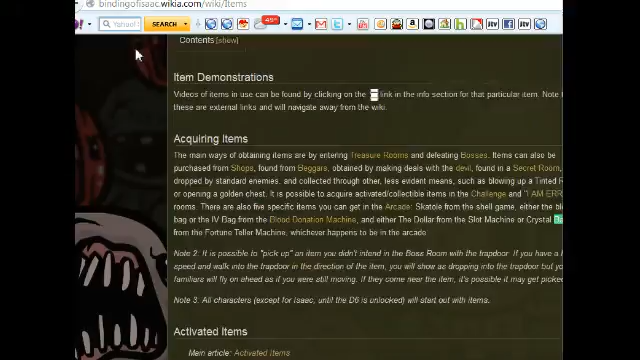 bindingofisaac.wikia.com/wiki/Items
Yahoo! SEARCH 49°
Contents [show]
Item Demonstrations
Videos of items in use can be found by clicking on the link in the info section for that particular item. Note t
these are external links and will navigate away from the wiki.
Acquiring Items
The main ways of obtaining items are by entering Treasure Rooms and defeating Bosses. Items can also be
purchased from Shops, found from Beggars, obtained by making deals with the devil, found in a Secret Room,
dropped by standard enemies, and collected through other, less evident means, such as blowing up a Tinted R
or opening a golden chest. It is possible to acquire activated/collectible items in the Challenge and "I AM ERR
rooms. There are also five specific items you can get in the Arcade: Skatole from the shell game, either the blo
bag or the IV Bag from the Blood Donation Machine, and either The Dollar from the Slot Machine or Crystal
from the Fortune Teller Machine, whichever happens to be in the arcade.
Note 2: It is possible to "pick up" an item you didn't intend in the Boss Room with the trapdoor. If you have a h
speed and walk into the trapdoor in the direction of the item, you will show as dropping into the trapdoor but yo
familiars will fly on ahead as if you were still moving. If they come near the item, it's possible it may get picked
Note 3: All characters (except for Isaac, until the D6 is unlocked) will start out with items.
Activated Items
Main article: Activated Items